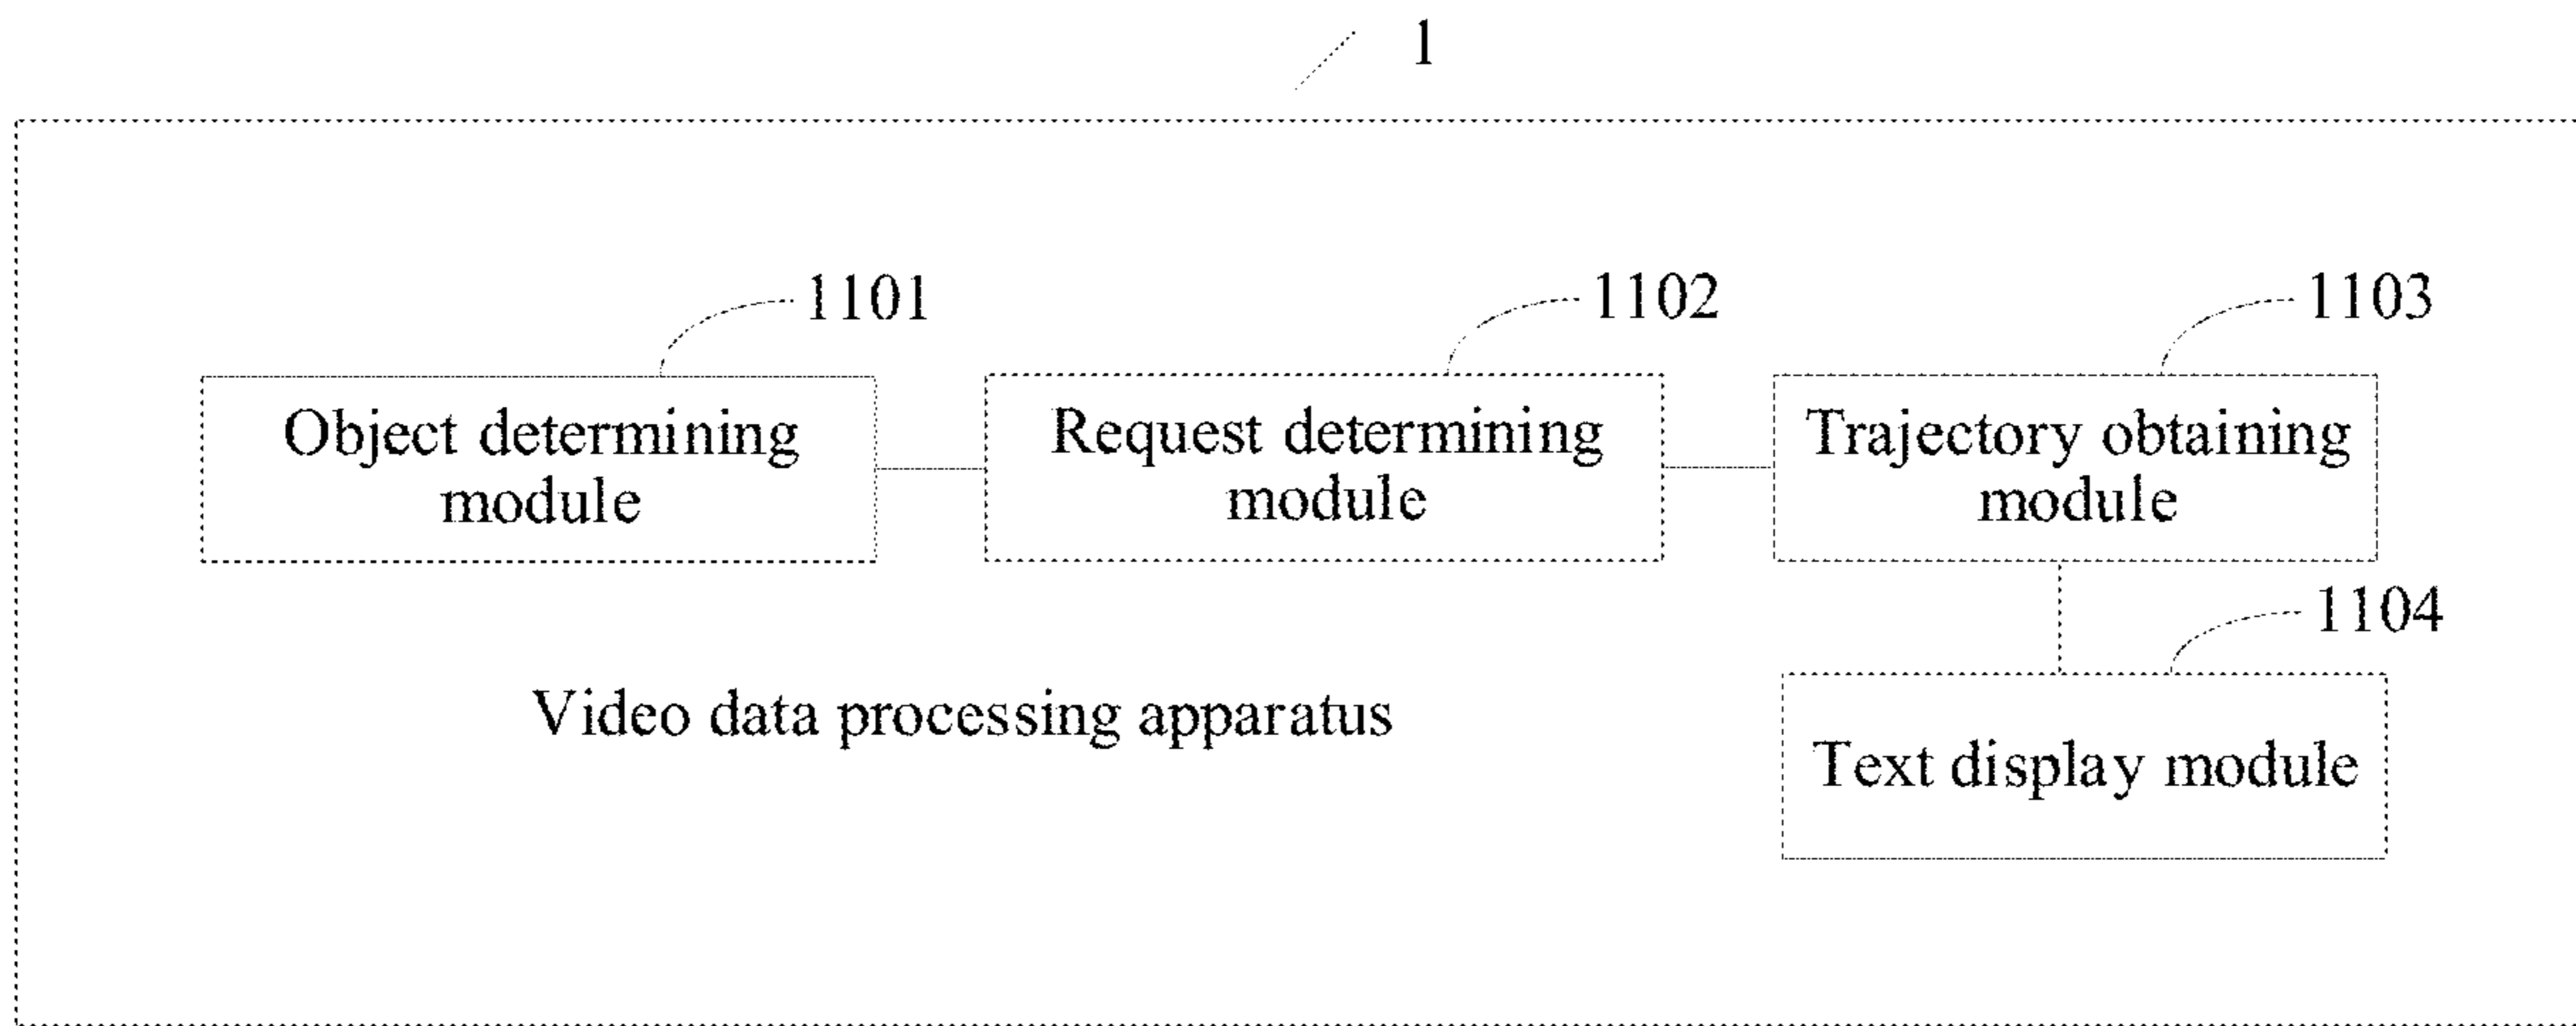 1
1101
1102
1103
Object determining
module
Request determining
module
Trajectory obtaining
module
1104
Video data processing apparatus
Text display module